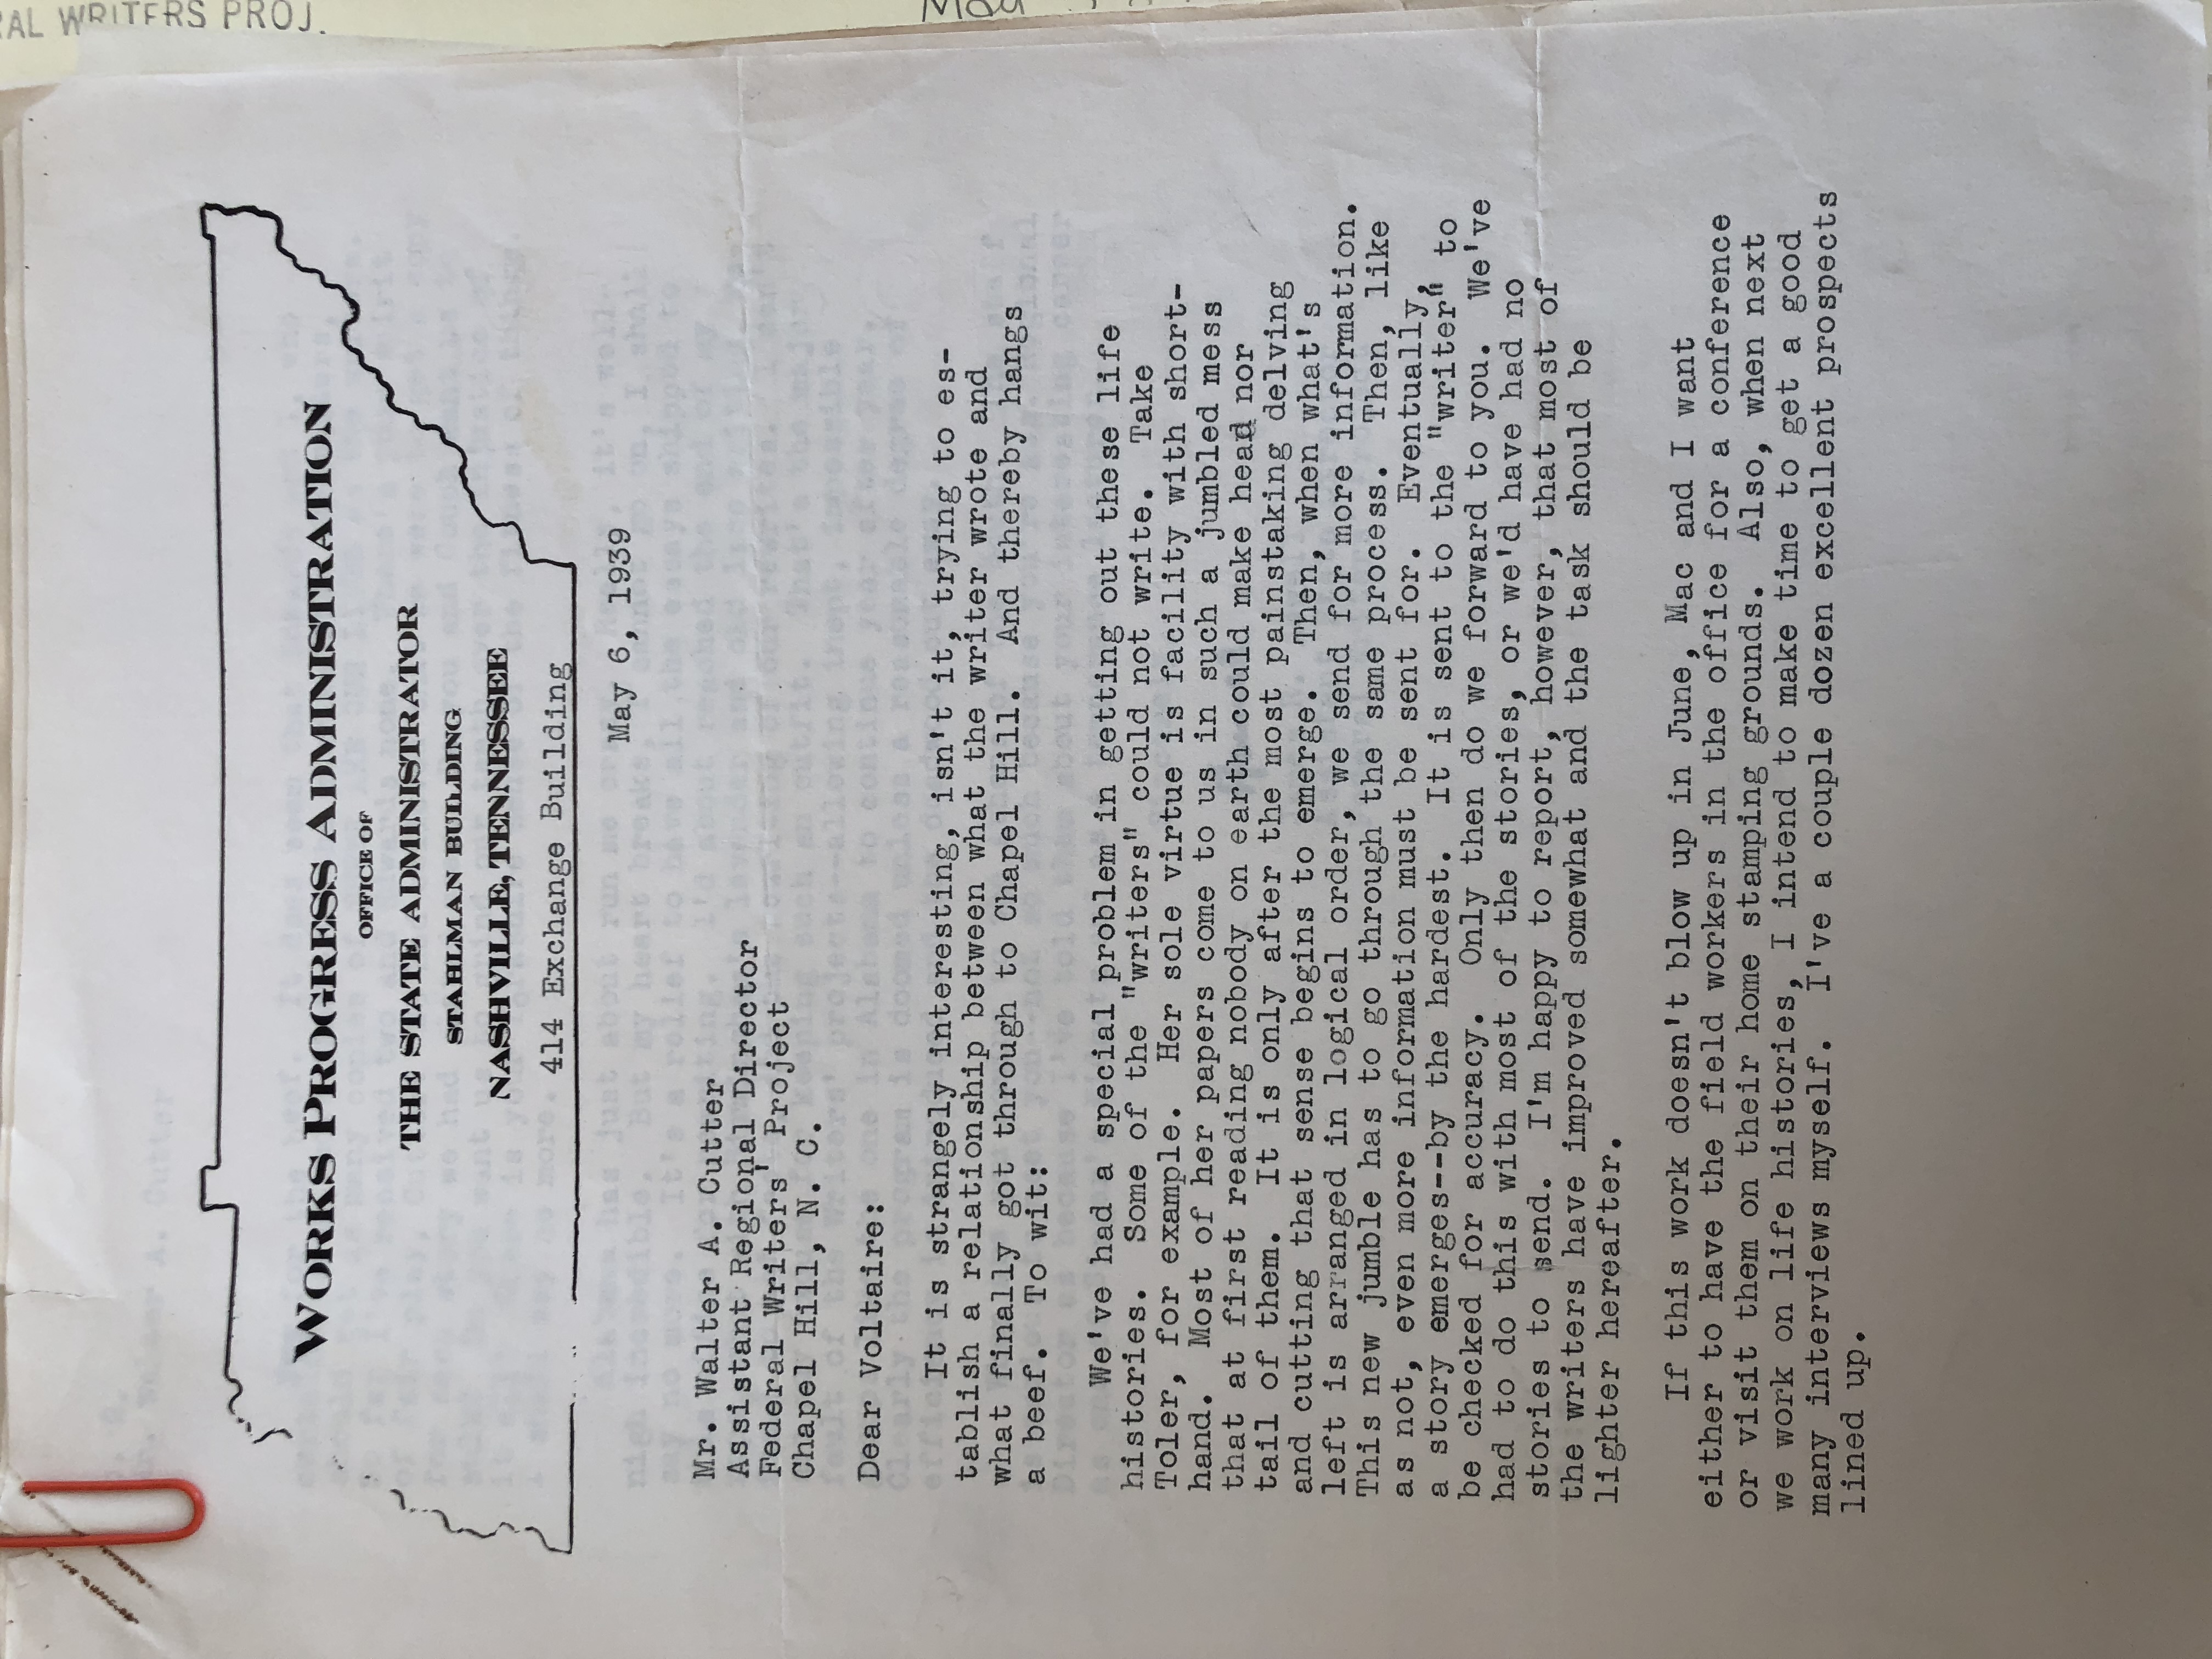 WORKS PROGRESS ADMINISTRATION
OFFICE OF
THE STATE ADMINISTRATOR
STAHLMAN BUILDING
NASHVILLE, TENNESSEE
414 Exchange Building
May 6, 1939
Mr. Walter A. Cutter
Assistant Regional Director
Federal Writers' Project
Chapel Hill, N. C.
Dear Voltaire:
It is strangely interesting, isn't it, trying to es-
tablish a relationship between what the writer wrote and
what finally got through to Chapel Hill. And thereby hangs
a beef. To wit:
We've had a special problem in getting out these life
histories. Some of the "writers" could not write. Take
Toler, for example. Her sole virtue is facility with short-
hand. Most of her papers come to us in such a jumbled mess
that at first reading nobody on earth could make head nor
tail of them. It is only after the most painstaking delving
and cutting that sense begins to emerge. Then, when what's
left is arranged in logical order, we send for more information.
This new jumble has to go through the same process. Then, like
as not, even more information must be sent for. Eventually,
a story emerges--by the hardest. It is sent to the "writer" to
be checked for accuracy. Only then do we forward to you. We've
had to do this with most of the stories, or we'd have had no
stories to send. I'm happy to report, however, that most of
the writers have improved somewhat and the task should be
lighter hereafter.
If this work doesn't blow up in June, Mac and I want
either to have the field workers in the office for a conference
or visit them on their home stamping grounds. Also, when next
we work on life histories, I intend to make time to get a good
many interviews myself. I've a couple dozen excellent prospects
lined up.
WRITERS PROJ.